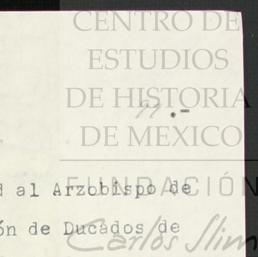 CENTRO DE
ESTUDIOS
DE HISTORIA
.-
DE MEXICO
FUNDACIÓN
d al Arzobispo de
ón de Ducados de
Carlos Slim